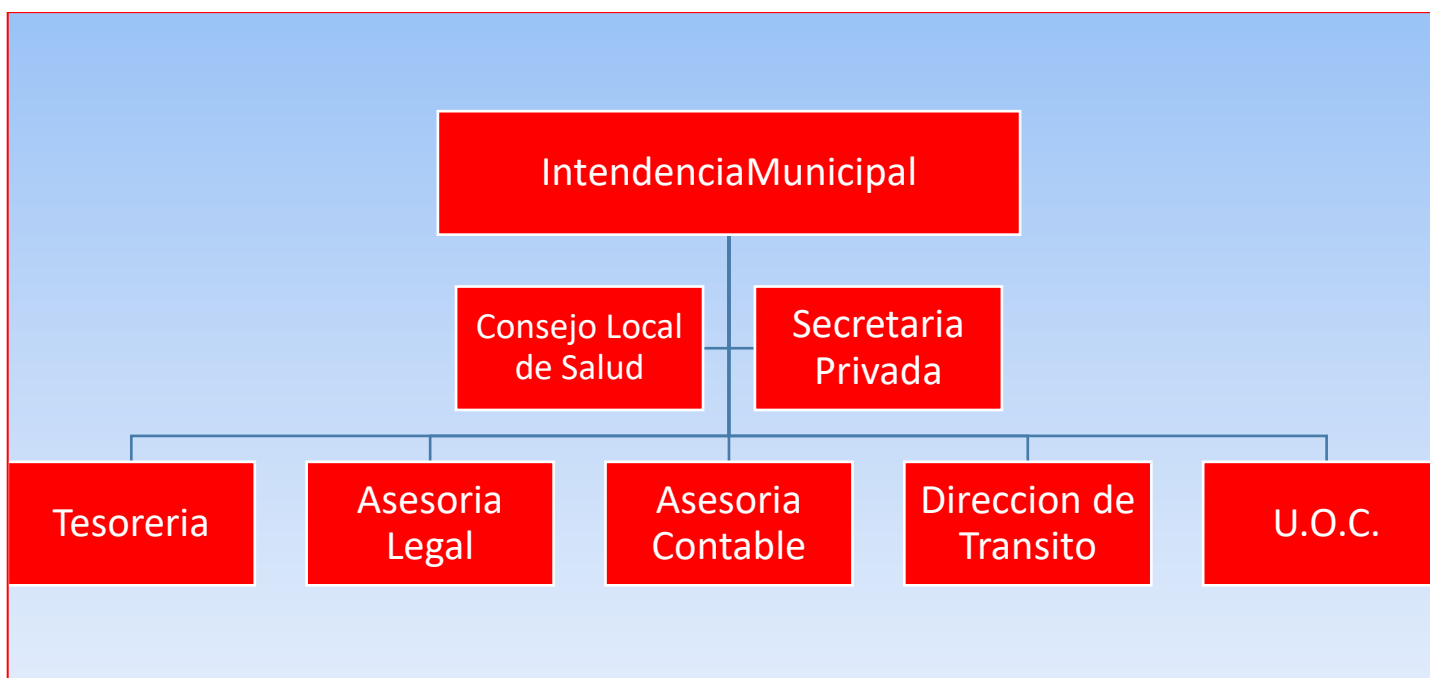 IntendenciaMunicipal
Consejo Local
de Salud
Secretaria
Privada
Tesoreria
Asesoria
Legal
Asesoria
Contable
Direccion de
Transito
U.O.C.